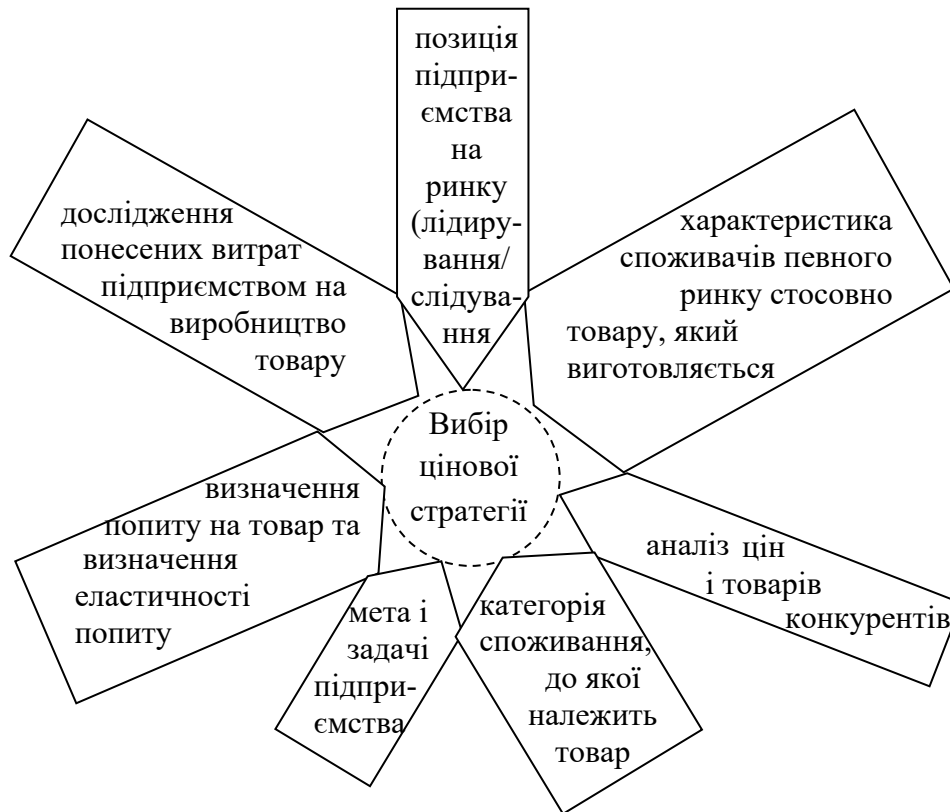 позиція
підпри-
ємства
на
ринку
(лідиру-
вання/
слідува-
ння
дослідження
понесених витрат
підприємством на
виробництво
товару
характеристика
споживачів певного
ринку стосовно
товару, який
виготовляється
Вибір
цінової
стратегії
визначення
попиту на товар та
визначення
еластичності
попиту
аналіз цін
і товарів
конкурентів
мета і
задачі
підпри-
ємства
категорія
споживання,
до якої
належить
товар